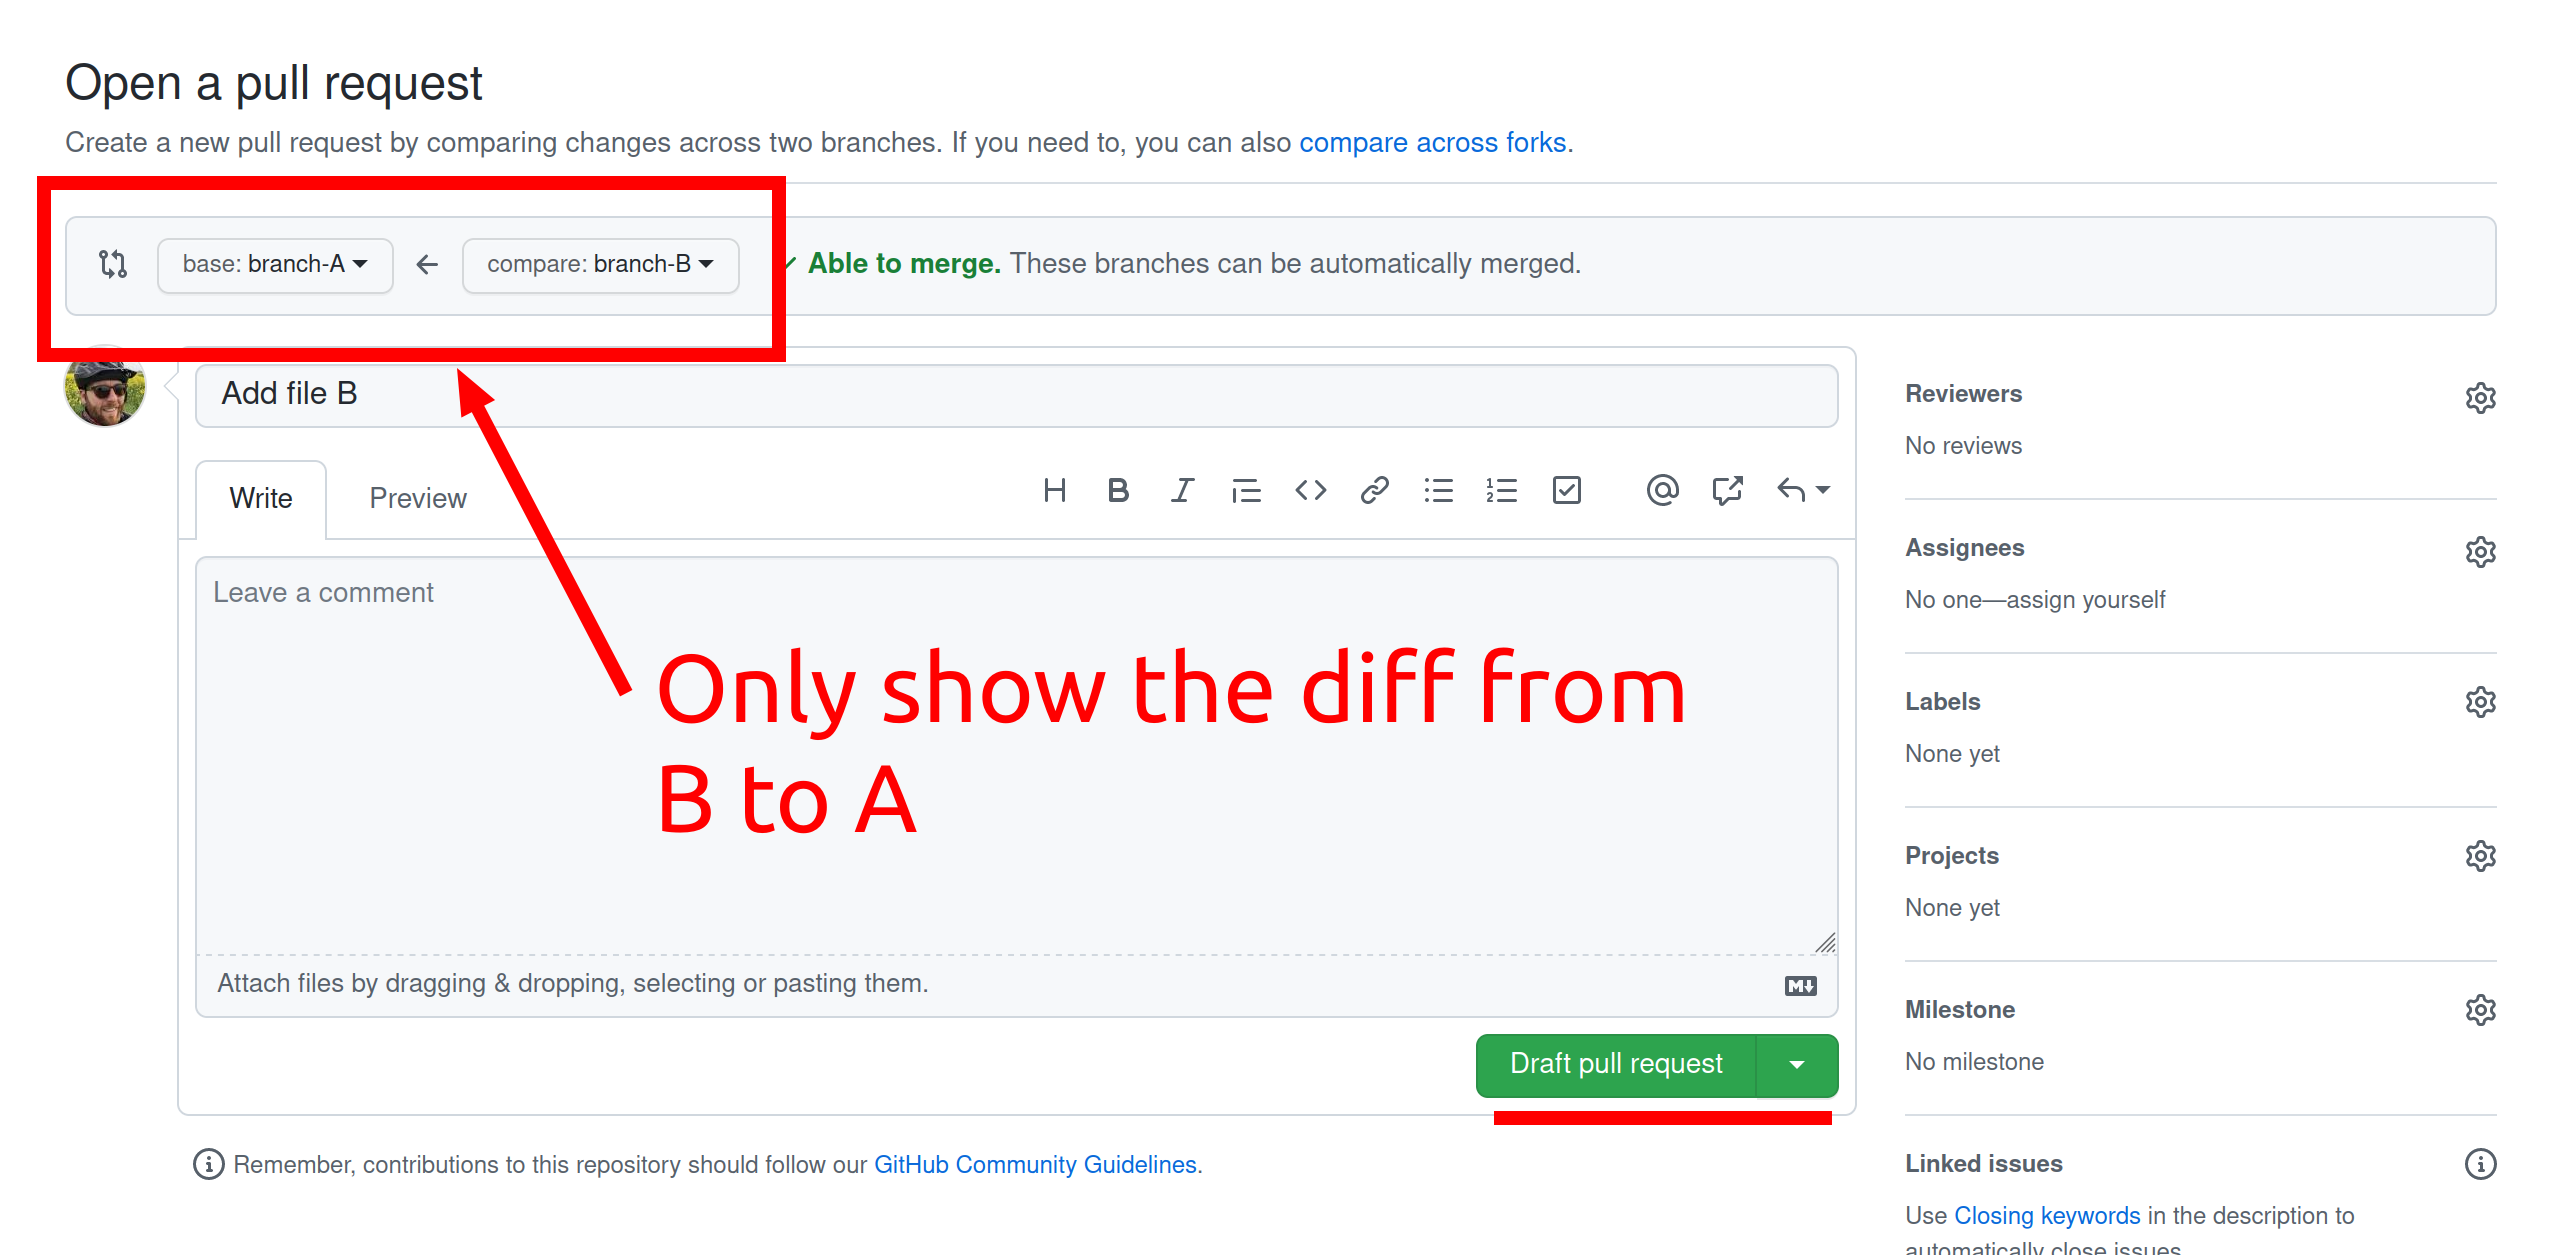 Open a pull request
Create a new pull request by comparing changes across two branches. If you need to, you can also compare across forks.
base: branch-A
compare: branch-B
Able to merge. These branches can be automatically merged.
Add file B
Write
Preview
Leave a comment
Only show the diff from
B to A
Attach files by dragging & dropping, selecting or pasting them.
Draft pull request
Remember, contributions to this repository should follow our GitHub Community Guidelines.
Reviewers
No reviews
Assignees
No one—assign yourself
Labels
None yet
Projects
None yet
Milestone
No milestone
Linked issues
Use Closing keywords in the description to
automatically close issues